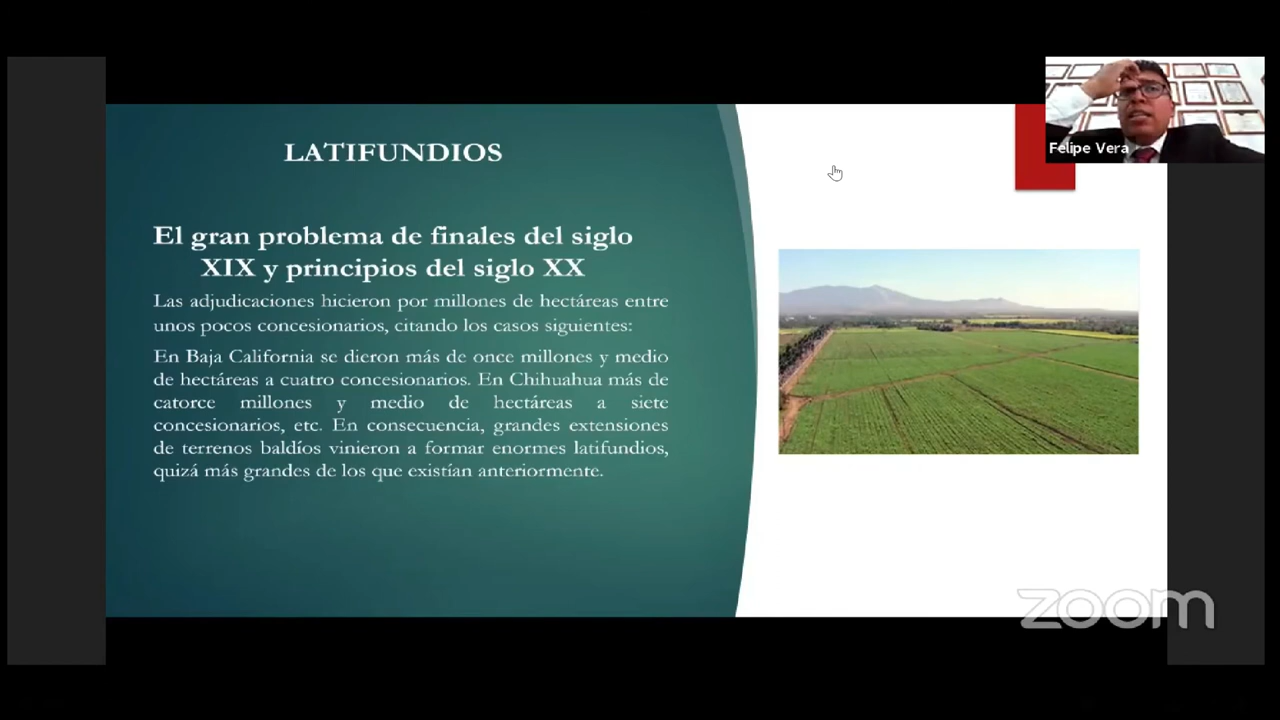 LATIFUNDIOS
El gran problema de finales del siglo
XIX y principios del siglo XX
Las adjudicaciones hicieron por millones de hectáreas entre
unos pocos concesionarios, citando los casos siguientes:
En Baja California se dieron más de once millones y medio
de hectáreas a cuatro concesionarios. En Chihuahua más de
catorce millones y medio de hectáreas a siete
concesionarios, etc. En consecuencia, grandes extensiones
de terrenos baldíos vinieron a formar enormes latifundios,
quizá más grandes de los que existían anteriormente.
Felipe Vera
zoom